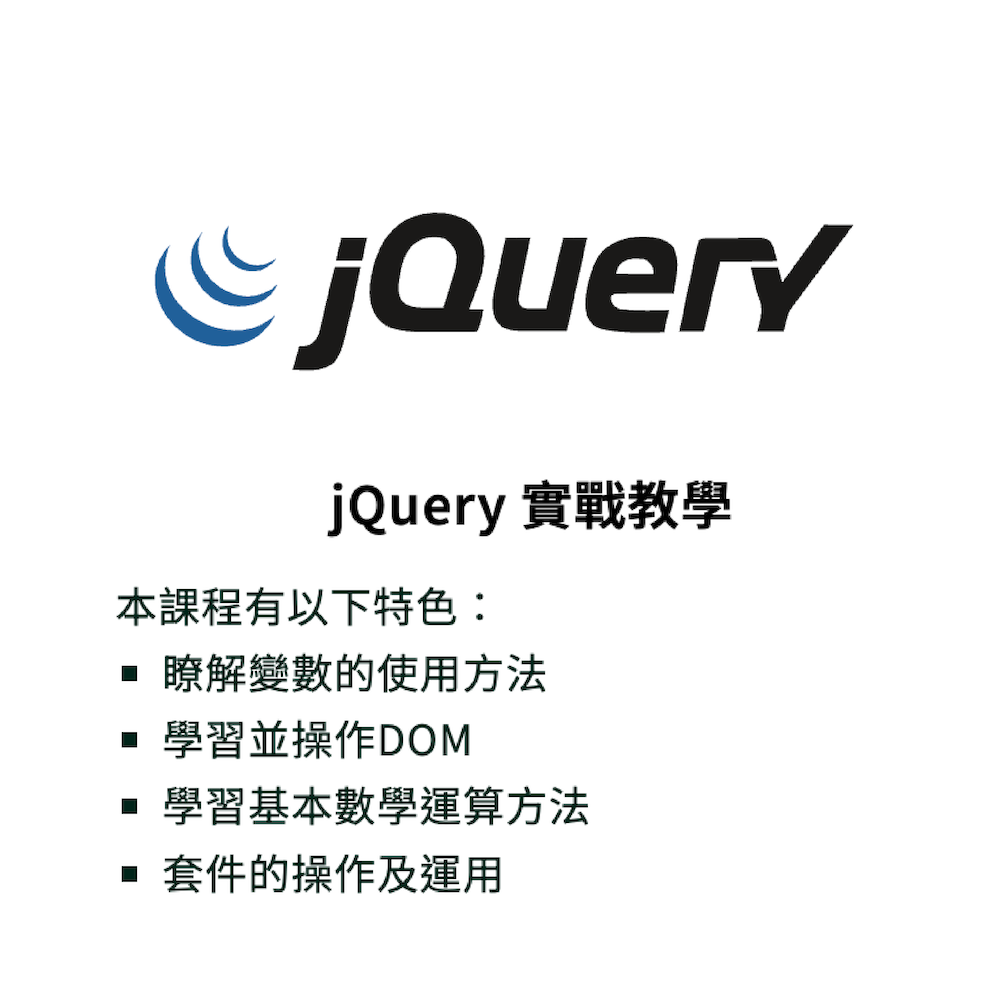 jQuery
jQuery 實戰教學
本課程有以下特色：
▪ 瞭解變數的使用方法
▪ 學習並操作DOM
▪ 學習基本數學運算方法
▪ 套件的操作及運用